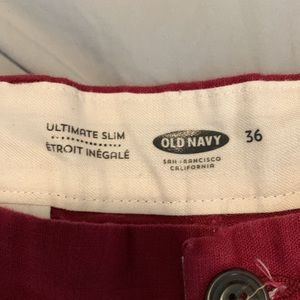 ULTIMATE SLIM
ÉTROIT INÉGALÉ
OLD NAVY
SAN FRANCISCO
CALIFORNIA
36